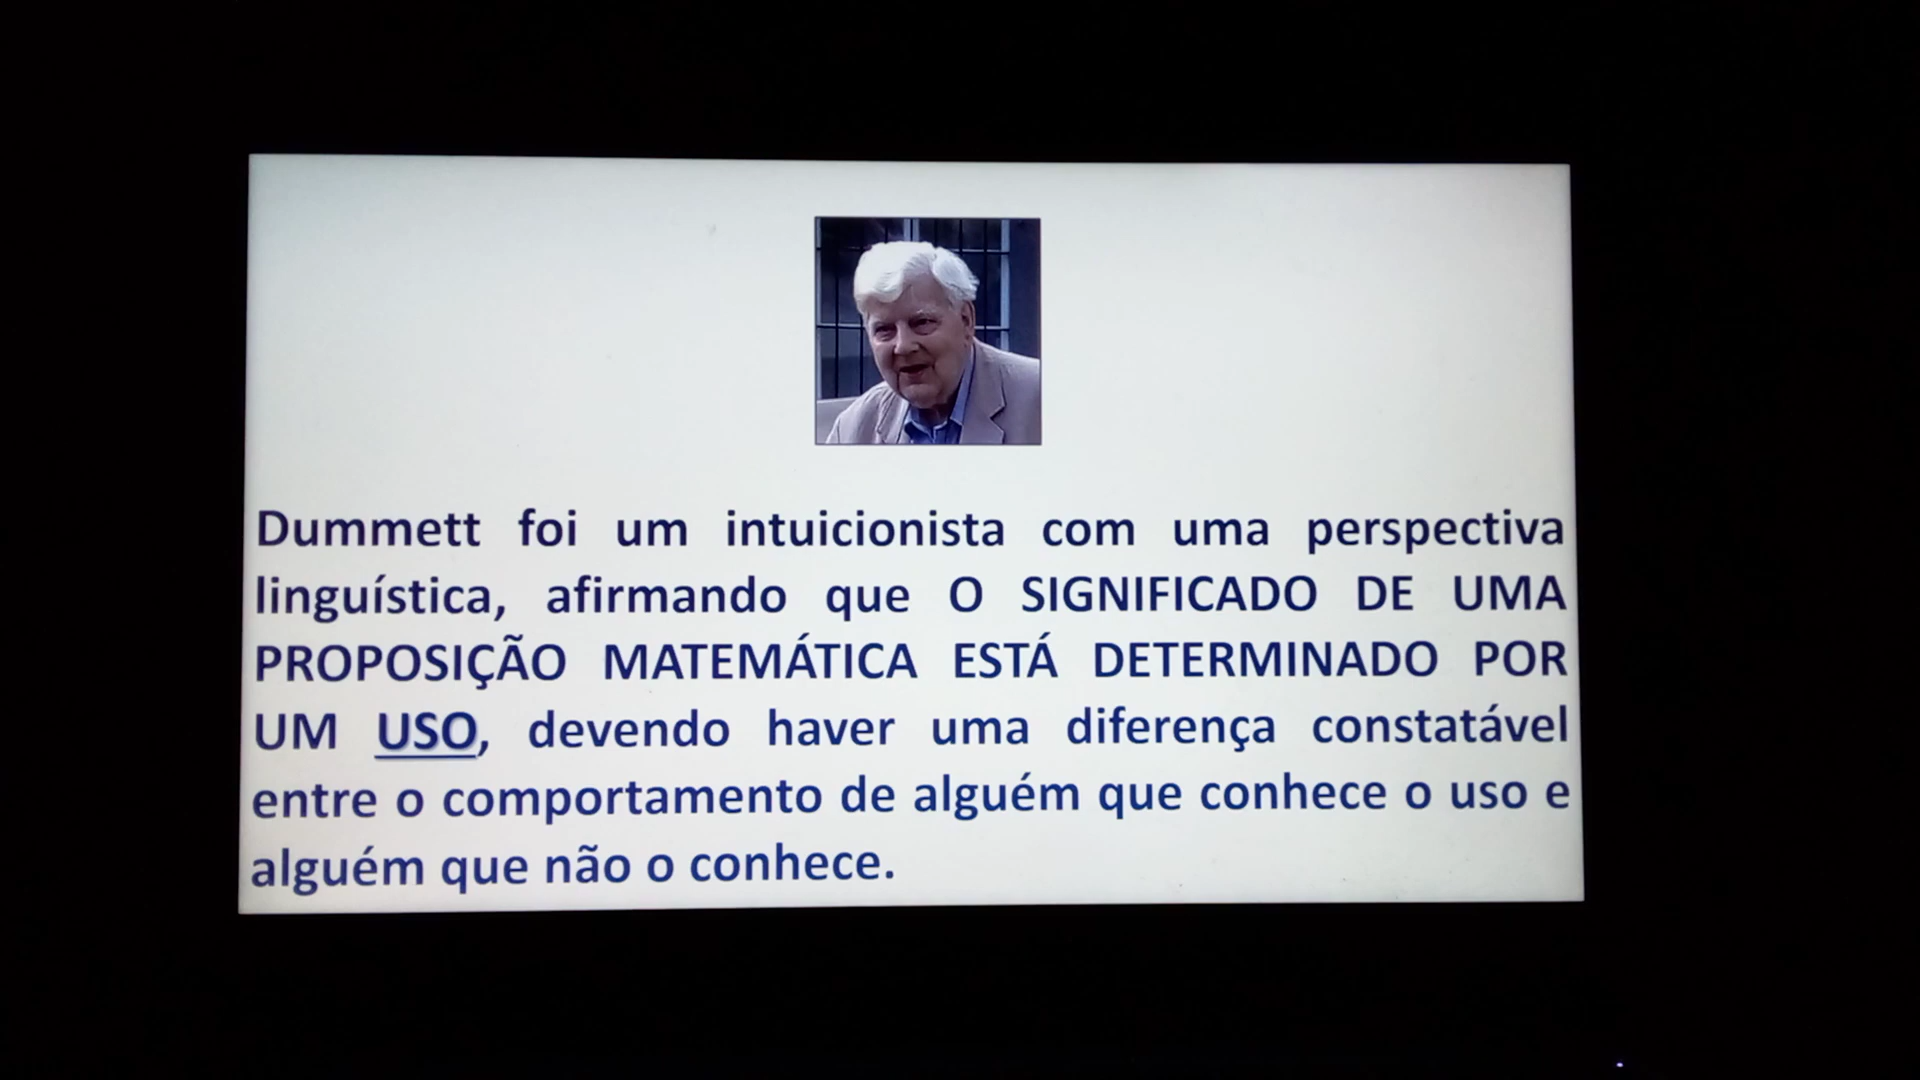 Dummett foi um intuicionista com uma perspectiva
linguística, afirmando que O SIGNIFICADO DE UMA
PROPOSIÇÃO MATEMÁTICA ESTÁ DETERMINADO POR
UM USO, devendo haver uma diferença constatável
entre o comportamento de alguém que conhece o uso e
alguém que não o conhece.